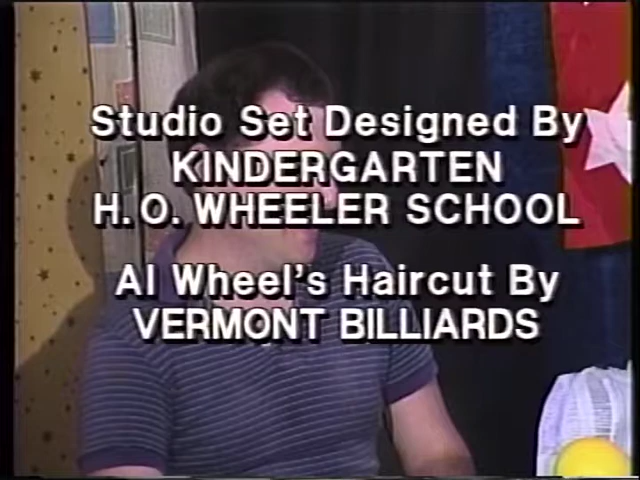 Studio Set Designed By
KINDERGARTEN
H.O. WHEELER SCHOOL
Al Wheel's Haircut By
VERMONT BILLIARDS